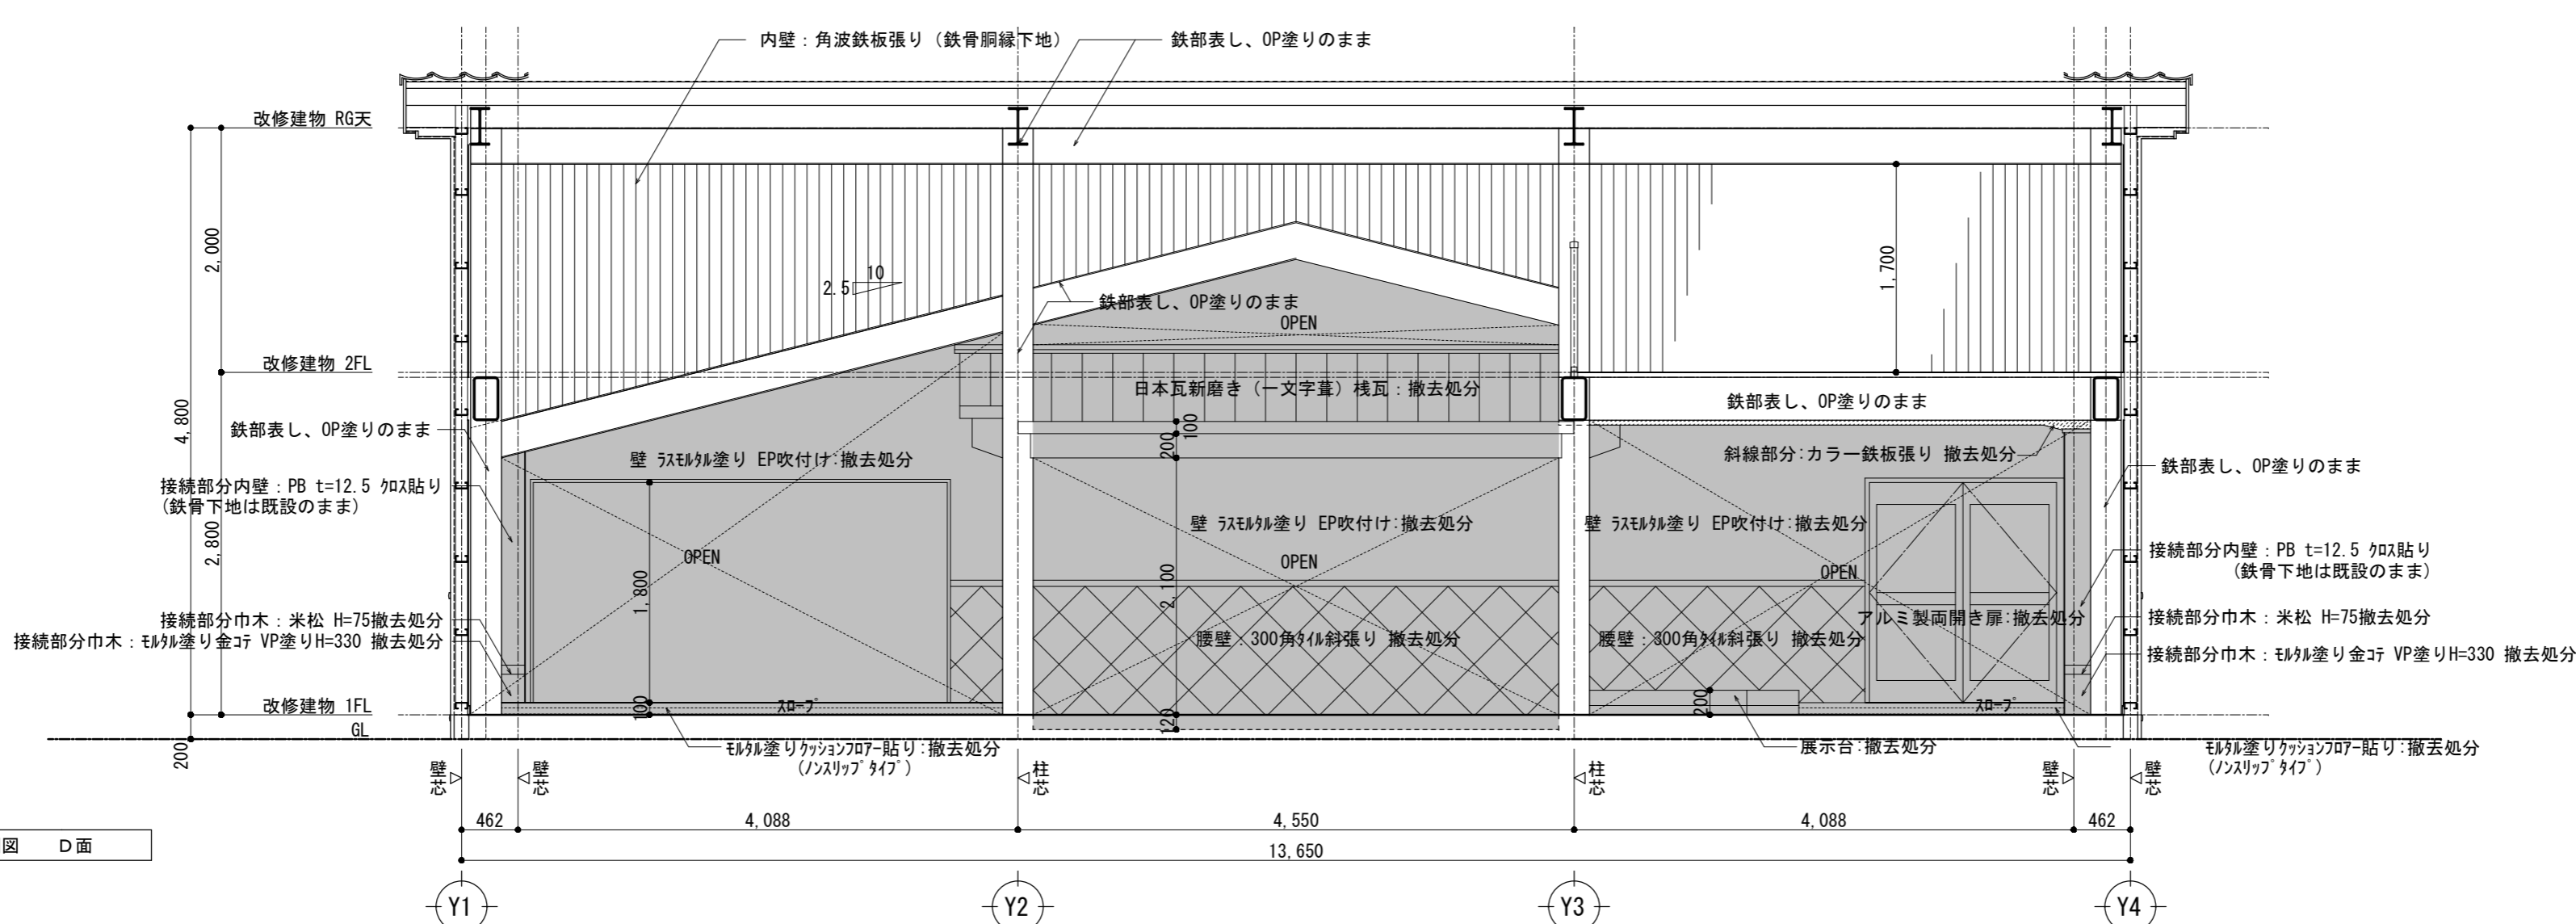 内壁：角波鉄板張り（鉄骨胴縁下地）
鉄部表し、OP塗りのまま
改修建物 RG天
2,000
10
2.5
1,700
鉄部表し、OP塗りのまま
OPEN
改修建物 2FL
4,800
日本瓦新磨き（一文字葺）桟瓦：撤去処分
鉄部表し、OP塗りのまま
100
200
鉄部表し、OP塗りのまま
壁 ラスモルタル塗り EP吹付け:撤去処分
斜線部分:カラー鉄板張り 撤去処分
鉄部表し、OP塗りのまま
接続部分内壁：PB t=12.5 クロス貼り
（鉄骨下地は既設のまま）
2,800
壁 ラスモルタル塗り EP吹付け:撤去処分
壁 ラスモルタル塗り EP吹付け:撤去処分
OPEN
OPEN
OPEN
1,800
2,100
接続部分内壁：PB t=12.5 クロス貼り
（鉄骨下地は既設のまま）
接続部分巾木：米松 H=75撤去処分
接続部分巾木：モルタル塗り金コテ VP塗りH=330 撤去処分
腰壁：300角タイル斜張り 撤去処分
腰壁：300角タイル斜張り 撤去処分
アルミ製両開き扉:撤去処分
接続部分巾木：米松 H=75撤去処分
接続部分巾木：モルタル塗り金コテ VP塗りH=330 撤去処分
改修建物 1FL
100
スロープ
120
200
スロープ
GL
200
モルタル塗りクッションフロアー貼り:撤去処分
（ノンスリップタイプ）
展示台:撤去処分
モルタル塗りクッションフロアー貼り:撤去処分
（ノンスリップタイプ）
壁芯
壁芯
柱芯
柱芯
壁芯
壁芯
462
4,088
4,550
4,088
462
図 D面
13,650
Y1
Y2
Y3
Y4